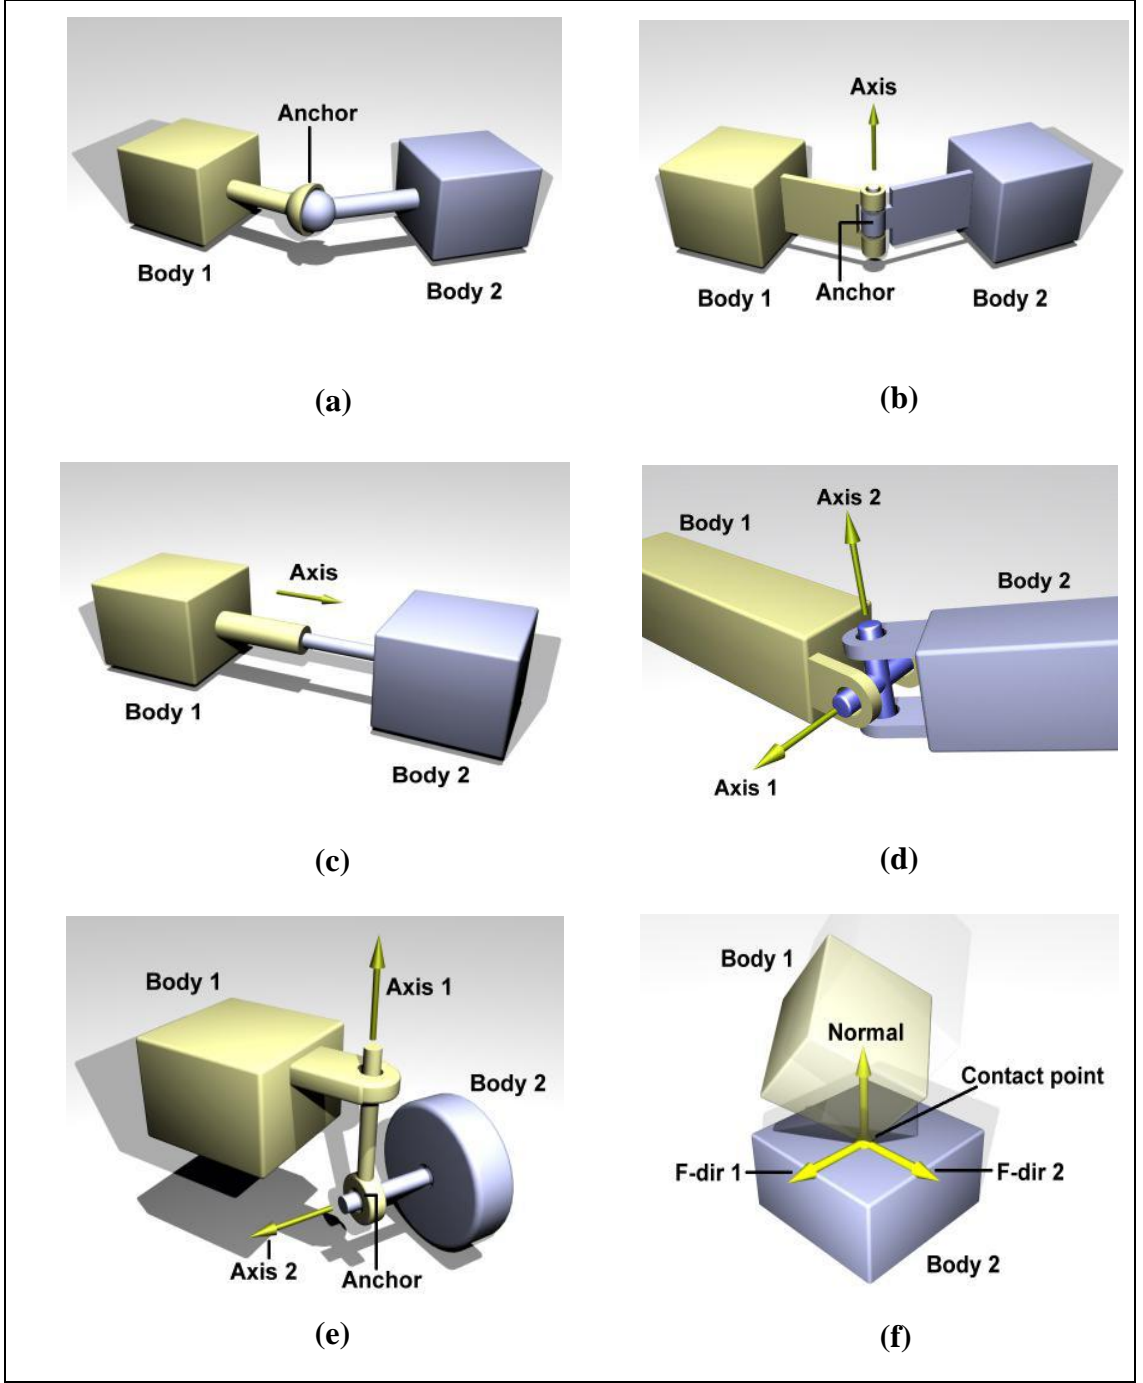 Anchor
Body 1
Body 2
(a)
Axis
Body 1
Anchor
Body 2
(b)
Axis
Body 1
Body 2
(c)
Axis 2
Body 1
Body 2
Axis 1
(d)
Body 1
Axis 1
Body 2
Axis 2
Anchor
(e)
Body 1
Normal
Contact point
F-dir 1
F-dir 2
Body 2
(f)